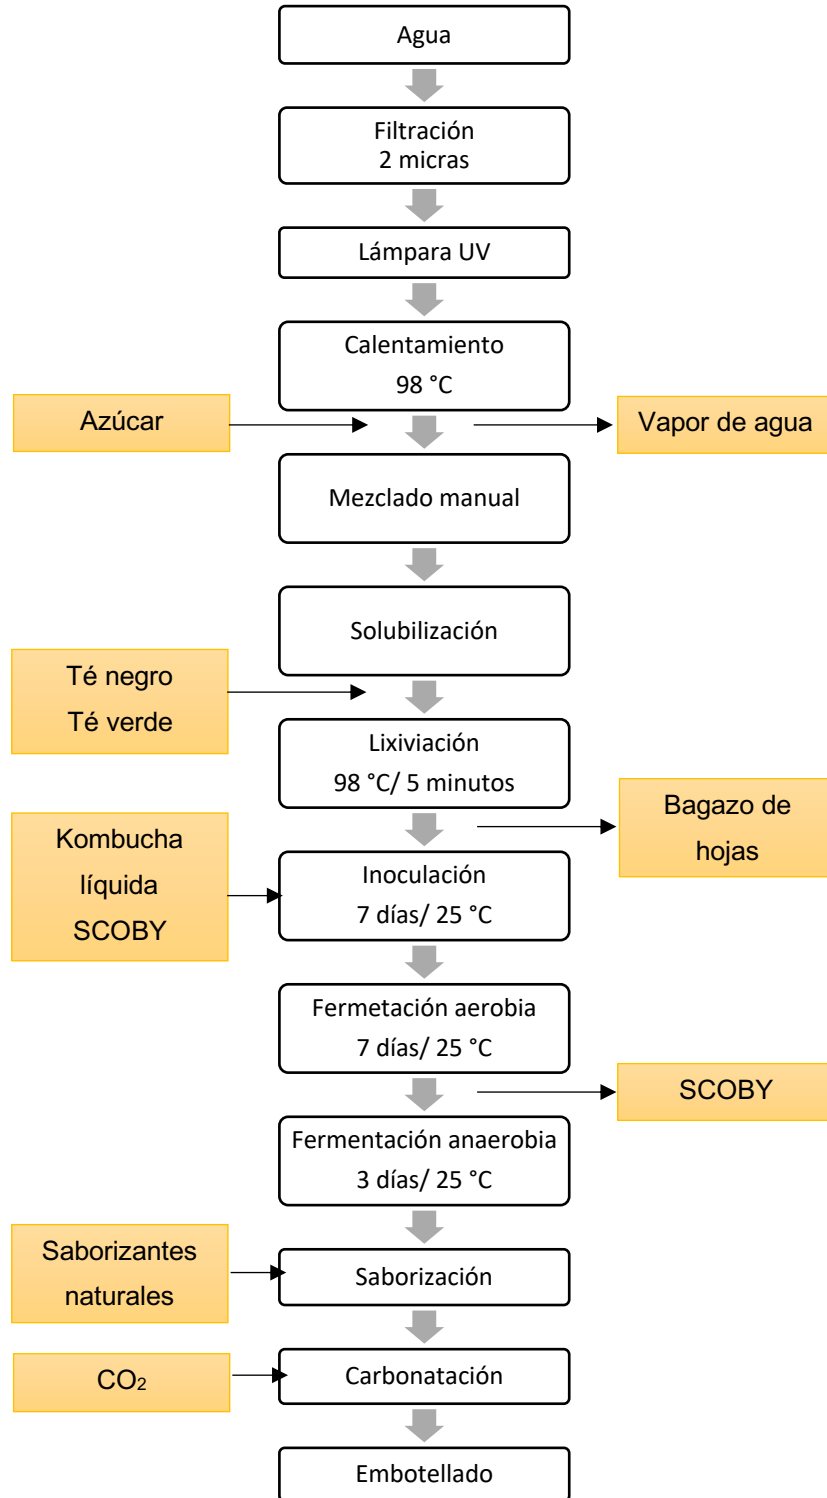 Agua
Filtración
2 micras
Lámpara UV
Calentamiento
98 °C
Azúcar
Vapor de agua
Mezclado manual
Solubilización
Té negro
Té verde
Lixiviación
98 °C/ 5 minutos
Bagazo de
hojas
Kombucha
líquida
SCOBY
Inoculación
7 días/ 25 °C
Fermetación aerobia
7 días/ 25 °C
SCOBY
Fermentación anaerobia
3 días/ 25 °C
Saborizantes
naturales
Saborización
CO₂
Carbonatación
Embotellado